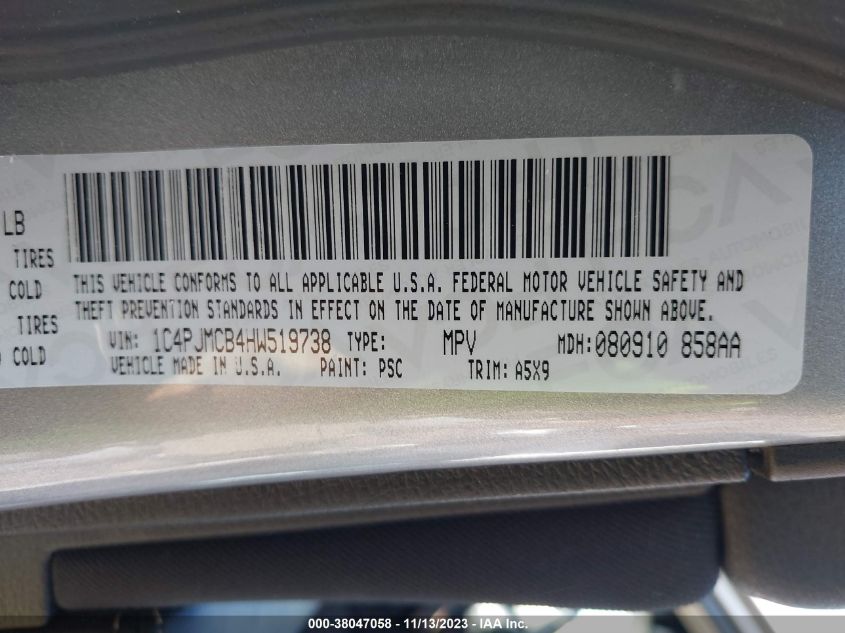 LB
TIRES
COLD
TIRES
COLD
THIS VEHICLE CONFORMS TO ALL APPLICABLE U.S.A. FEDERAL MOTOR VEHICLE SAFETY AND
THEFT PREVENTION STANDARDS IN EFFECT ON THE DATE OF MANUFACTURE SHOWN ABOVE.
VIN: 1C4PJMCB4HW519738 TYPE: MPV MDH:080910 858AA
VEHICLE MADE IN U.S.A. PAINT: PSC TRIM: A5X9
000-38047058 - 11/13/2023 - IAA Inc.